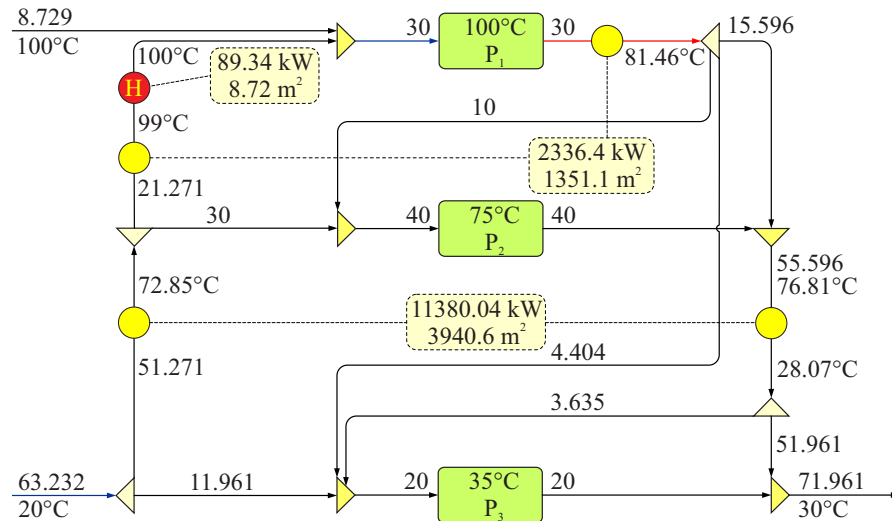 8.729
100°C
100°C
H
89.34 kW
8.72 m²
30
100°C
P₁
30
81.46°C
15.596
99°C
10
2336.4 kW
1351.1 m²
21.271
30
40
75°C
P₂
40
55.596
76.81°C
72.85°C
11380.04 kW
3940.6 m²
51.271
4.404
28.07°C
3.635
51.961
63.232
20°C
11.961
20
35°C
P₃
20
71.961
30°C